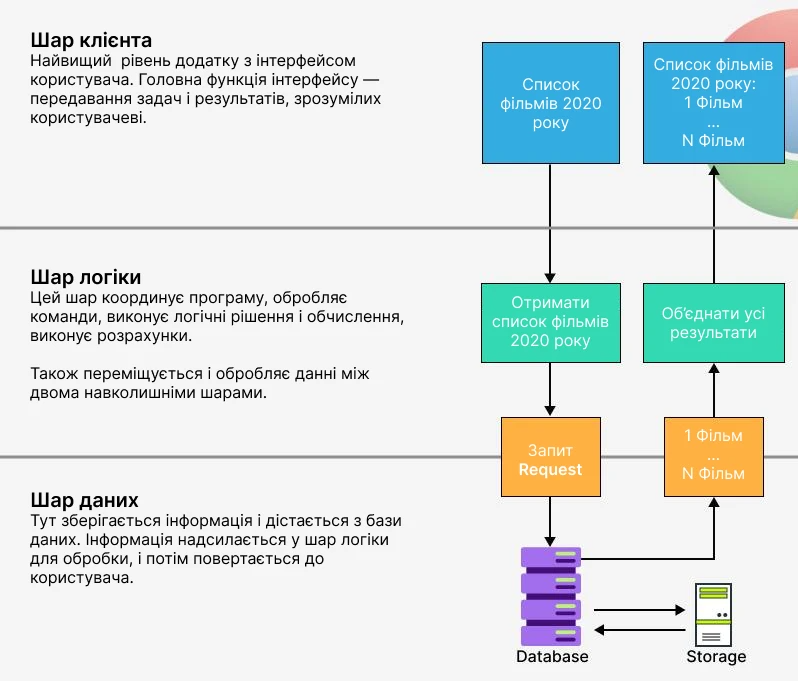 Шар клієнта
Найвищий рівень додатку з інтерфейсом
користувача. Головна функція інтерфейсу —
передавання задач і результатів, зрозумілих
користувачеві.
Список
фільмів 2020
року
Список фільмів
2020 року:
1 Фільм
...
N Фільм
Шар логіки
Цей шар координує програму, обробляє
команди, виконує логічні рішення і обчислення,
виконує розрахунки.
Також переміщується і обробляє данні між
двома навколишніми шарами.
Отримати
список фільмів
2020 року
Об'єднати усі
результати
Запит
Request
1 Фільм
...
N Фільм
Шар даних
Тут зберігається інформація і дістається з бази
даних. Інформація надсилається у шар логіки
для обробки, і потім повертається до
користувача.
Database
Storage